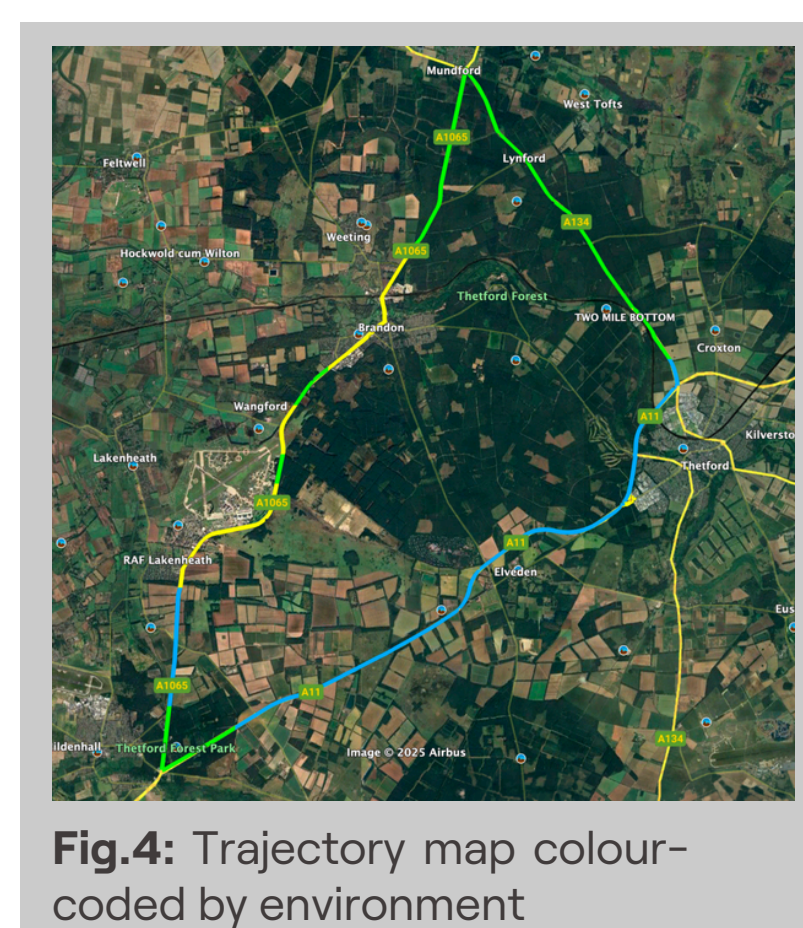 Mundford
West Tofts
A1065
Feltwell
Lynford
A134
Weeting
A1065
Hockwold cum Wilton
Thetford Forest
TWO MILE BOTTOM
Brandon
Croxton
Wangford
A11
Kilversto
Lakenheath
Thetford
A1065
A11
RAF Lakenheath
Elveden
Eus
A1065
A11
A134
ildenhall
Thetford Forest Park
Image © 2025 Airbus
Fig.4: Trajectory map colour-
coded by environment